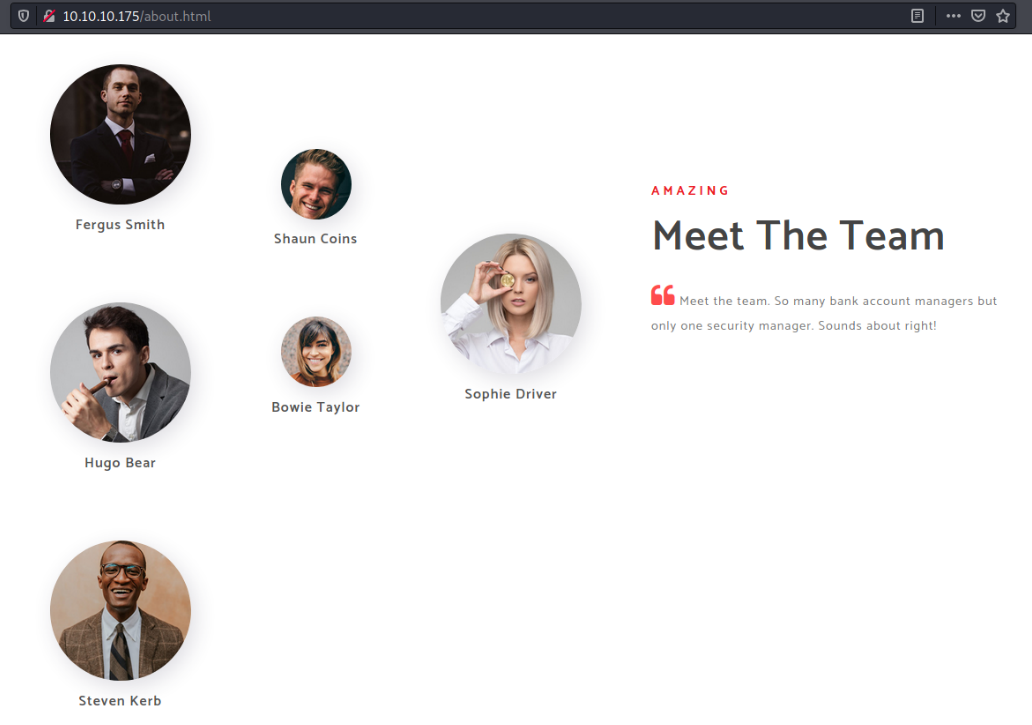 10.10.10.175/about.html
Fergus Smith
Shaun Coins
Hugo Bear
Bowie Taylor
Sophie Driver
Steven Kerb
AMAZING
Meet The Team
Meet the team. So many bank account managers but
only one security manager. Sounds about right!